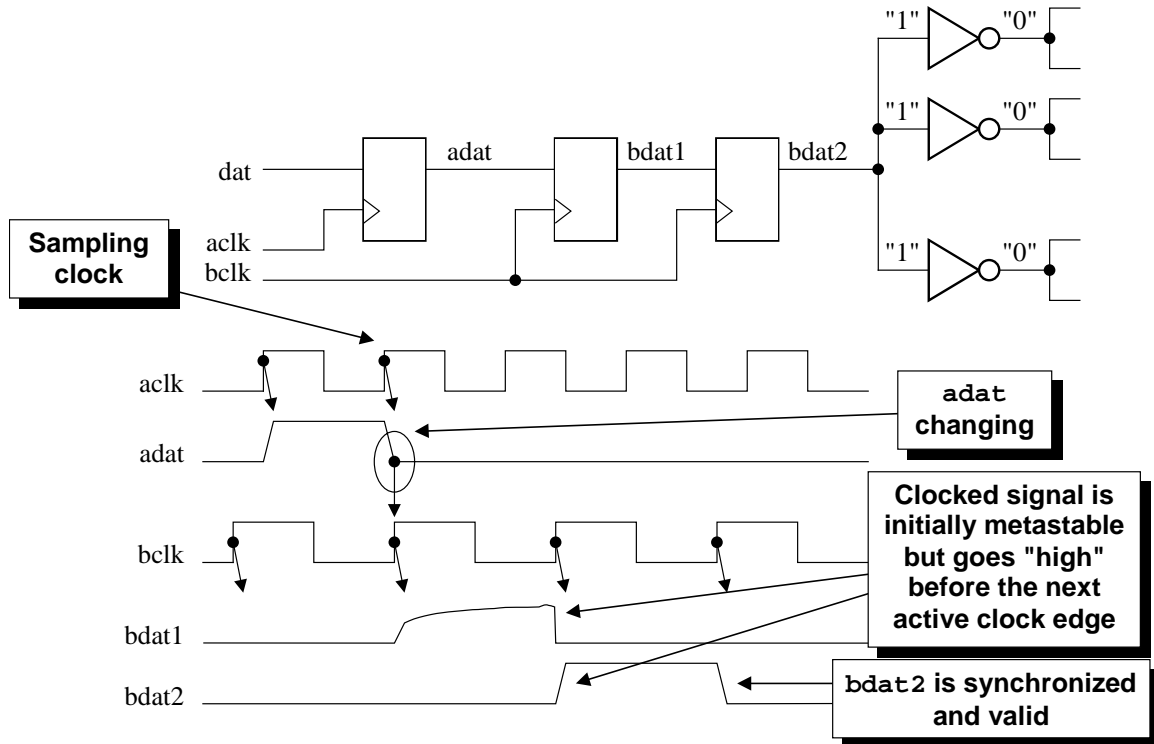 "1" "0"
"1" "0"
adat bdat1 bdat2
dat
Sampling
clock
aclk
bclk
"1" "0"
aclk
adat
changing
adat
Clocked signal is
initially metastable
but goes "high"
before the next
active clock edge
bclk
bdat1
bdat2
bdat2 is synchronized
and valid